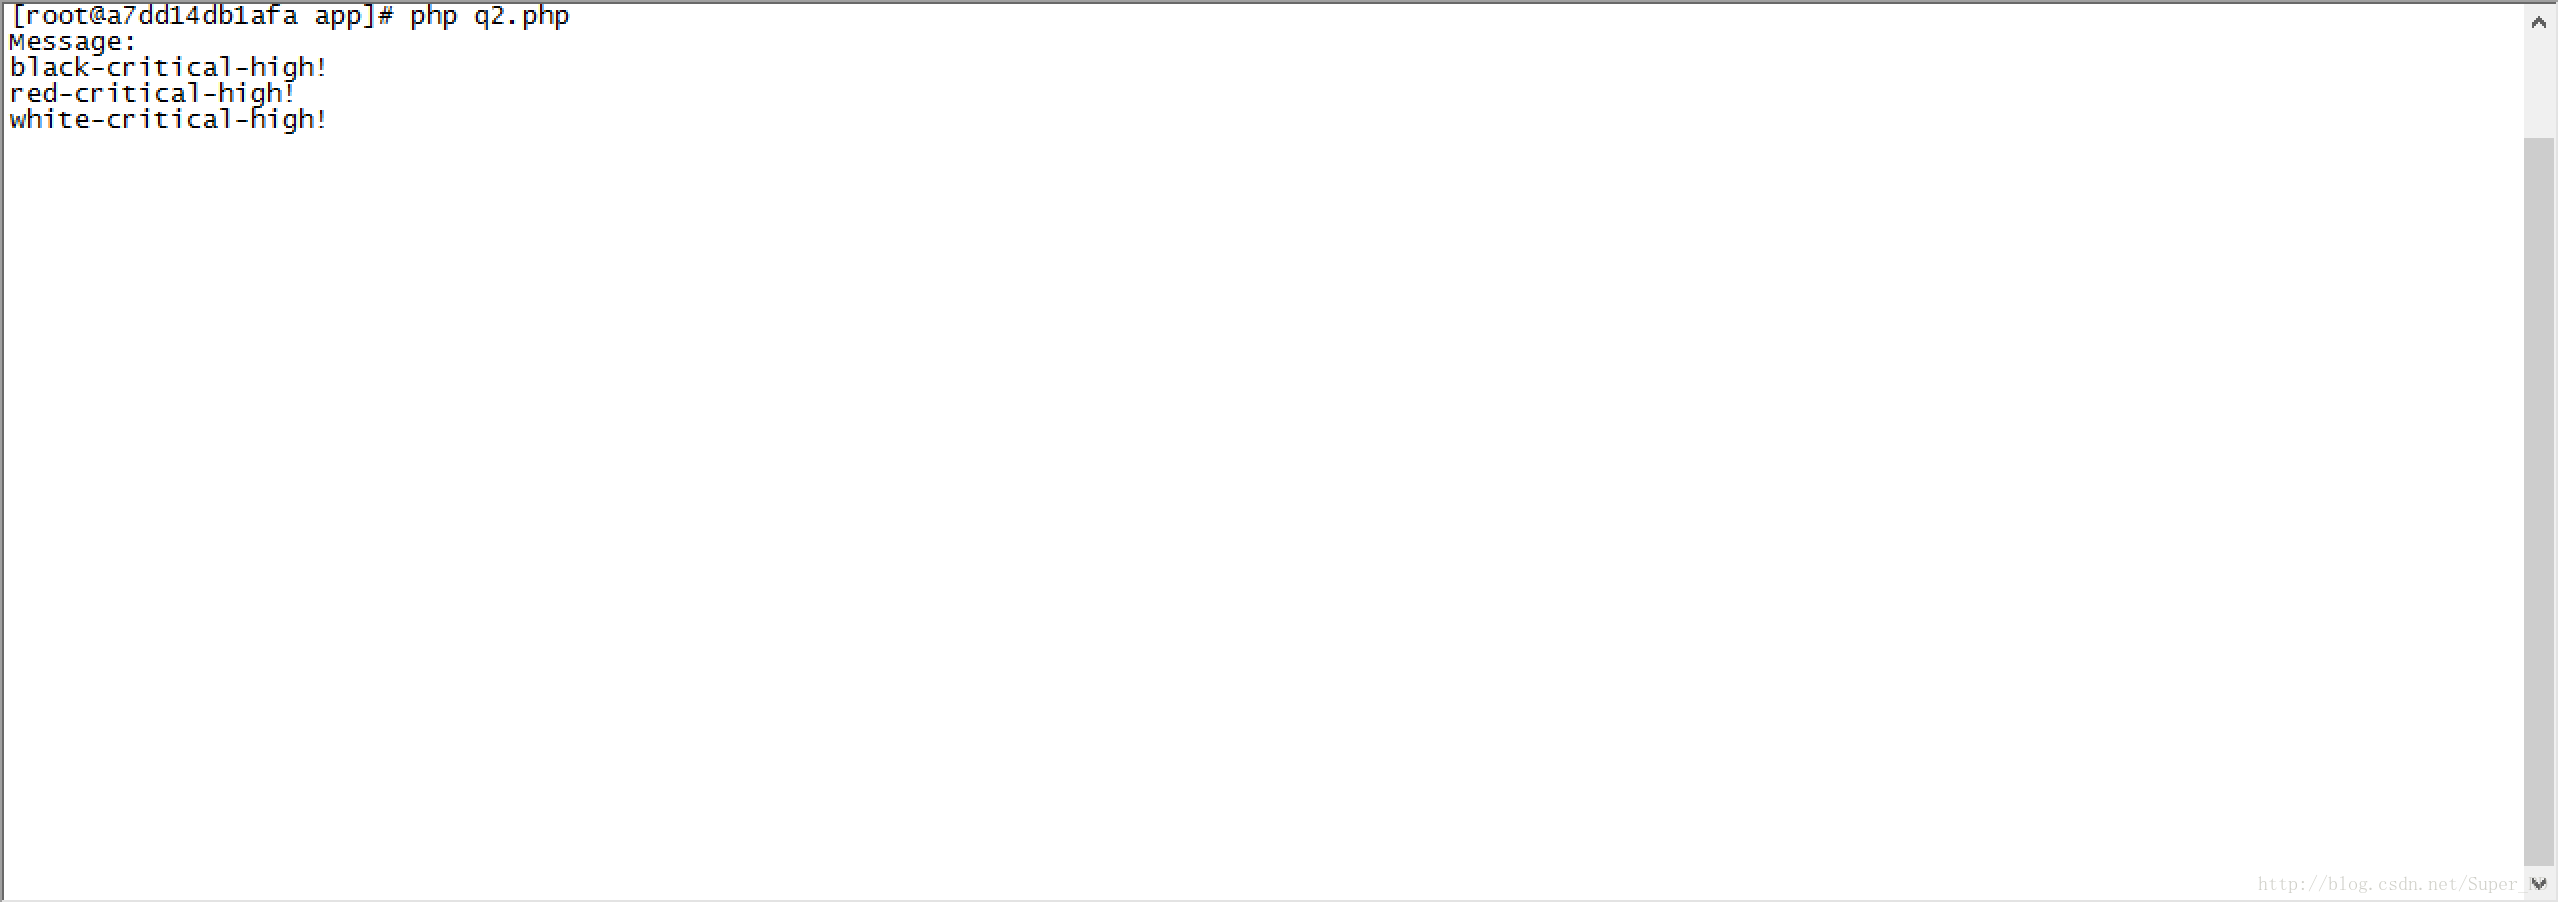 [root@a7dd14db1afa app]# php q2.php
Message:
black-critical-high!
red-critical-high!
white-critical-high!
http://blog.csdn.net/Super_